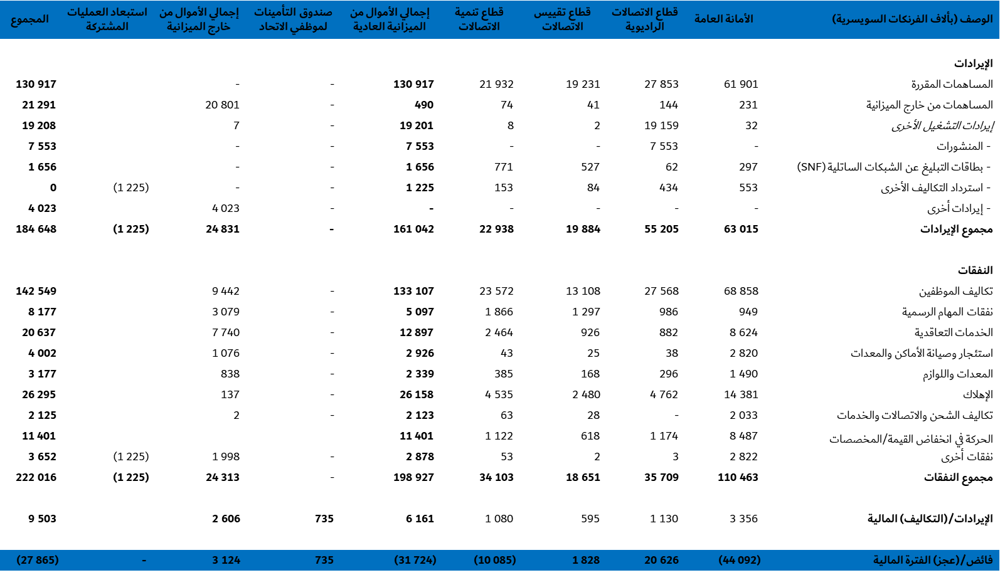 الوصف (بألاف الفرنكات السويسرية) الأمانة العامة قطاع الاتصالات الراديوية قطاع تقييس الاتصالات قطاع تنمية الاتصالات إجمالي الأموال من الميزانية العادية صندوق التأمينات لموظفي الاتحاد إجمالي الأموال من خارج الميزانية استبعاد العمليات المشتركة المجموع
الإيرادات
المساهمات المقررة 61 901 27 853 19 231 21 932 130 917 - - 130 917
المساهمات من خارج الميزانية 231 144 41 74 490 - 20 801 21 291
إيرادات التشغيل الأخرى 32 19 159 2 8 19 201 - 7 19 208
- المنشورات - 7 553 - - 7 553 - - 7 553
- بطاقات التبليغ عن الشبكات الساتلية (SNF) 297 62 527 771 1 656 - - 1 656
- استرداد التكاليف الأخرى 553 434 84 153 1 225 - - (1 225) 0
- إيرادات أخرى - - - - - - 4 023 4 023
مجموع الإيرادات 63 015 55 205 19 884 22 938 161 042 - 24 831 (1 225) 184 648
النفقات
تكاليف الموظفين 68 858 27 568 13 108 23 572 133 107 - 9 442 142 549
نفقات المهام الرسمية 949 986 1 297 1 866 5 097 - 3 079 8 177
الخدمات التعاقدية 8 624 882 926 2 464 12 897 - 7 740 20 637
استئجار وصيانة الأماكن والمعدات 2 820 38 25 43 2 926 - 1 076 4 002
المعدات واللوازم 1 490 296 168 385 2 339 - 838 3 177
الإهلاك 14 381 4 762 2 480 4 535 26 158 - 137 26 295
تكاليف الشحن والاتصالات والخدمات 2 033 - 28 63 2 123 - 2 2 125
الحركة في انخفاض القيمة/المخصصات 8 487 1 174 618 1 122 11 401 11 401
نفقات أخرى 2 822 3 2 53 2 878 - 1 998 (1 225) 3 652
مجموع النفقات 110 463 35 709 18 651 34 103 198 927 - 24 313 (1 225) 222 016
الإيرادات/(التكاليف) المالية 3 356 1 130 595 1 080 6 161 735 2 606 9 503
فائض/(عجز) الفترة المالية (44 092) 20 626 1 828 (10 085) (31 724) 735 3 124 - (27 865)